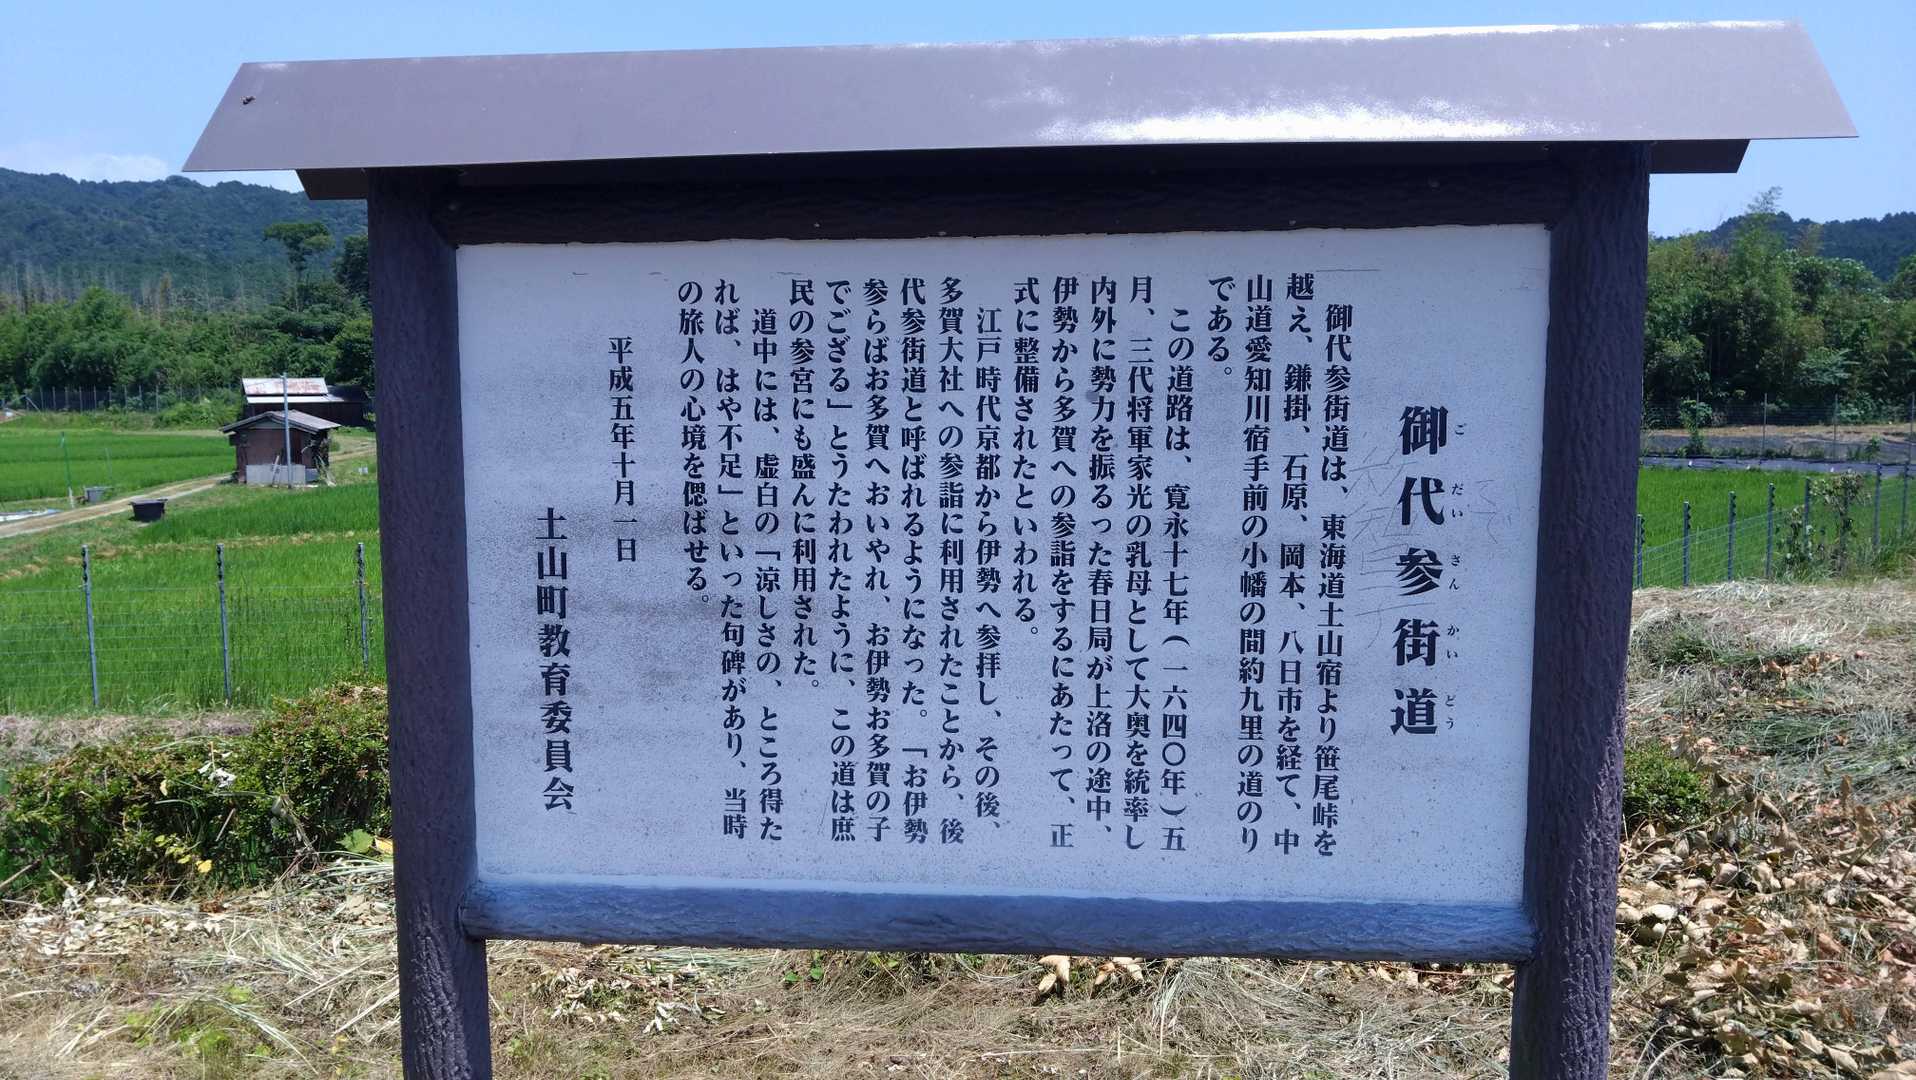 御代参街道
ごだいさんかいどう
御代参街道は、東海道土山宿より笹尾峠を
越え、鎌掛、石原、岡本、八日市を経て、中
山道愛知川宿手前の小幡の間約九里の道のり
である。
この道路は、寛永十七年(一六四〇年)五
月、三代将軍家光の乳母として大奥を統率し
内外に勢力を振るった春日局が上洛の途中、
伊勢から多賀への参詣をするにあたって、正
式に整備されたといわれる。
江戸時代京都から伊勢へ参拝し、その後、
多賀大社への参詣に利用されたことから、後
代参街道と呼ばれるようになった。「お伊勢
参らばお多賀へおいやれ、お伊勢お多賀の子
でござる」とうたわれたように、この道は庶
民の参宮にも盛んに利用された。
道中には、虚白の「涼しさの、ところ得た
れば、はや不足」といった句碑があり、当時
の旅人の心境を偲ばせる。
平成五年十月一日
土山町教育委員会